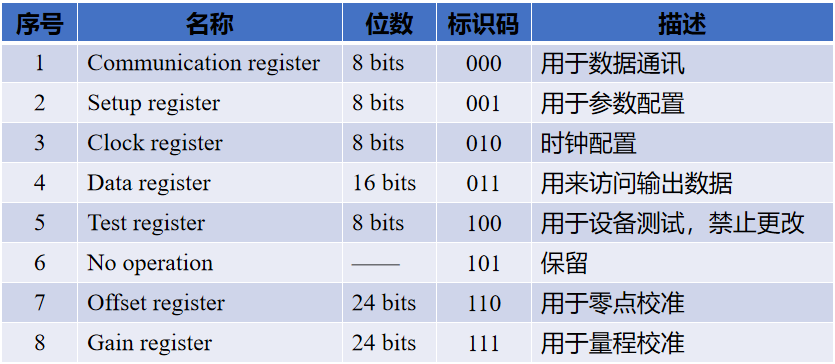 序号 名称 位数 标识码 描述
1 Communication register 8 bits 000 用于数据通讯
2 Setup register 8 bits 001 用于参数配置
3 Clock register 8 bits 010 时钟配置
4 Data register 16 bits 011 用来访问输出数据
5 Test register 8 bits 100 用于设备测试，禁止更改
6 No operation —— 101 保留
7 Offset register 24 bits 110 用于零点校准
8 Gain register 24 bits 111 用于量程校准